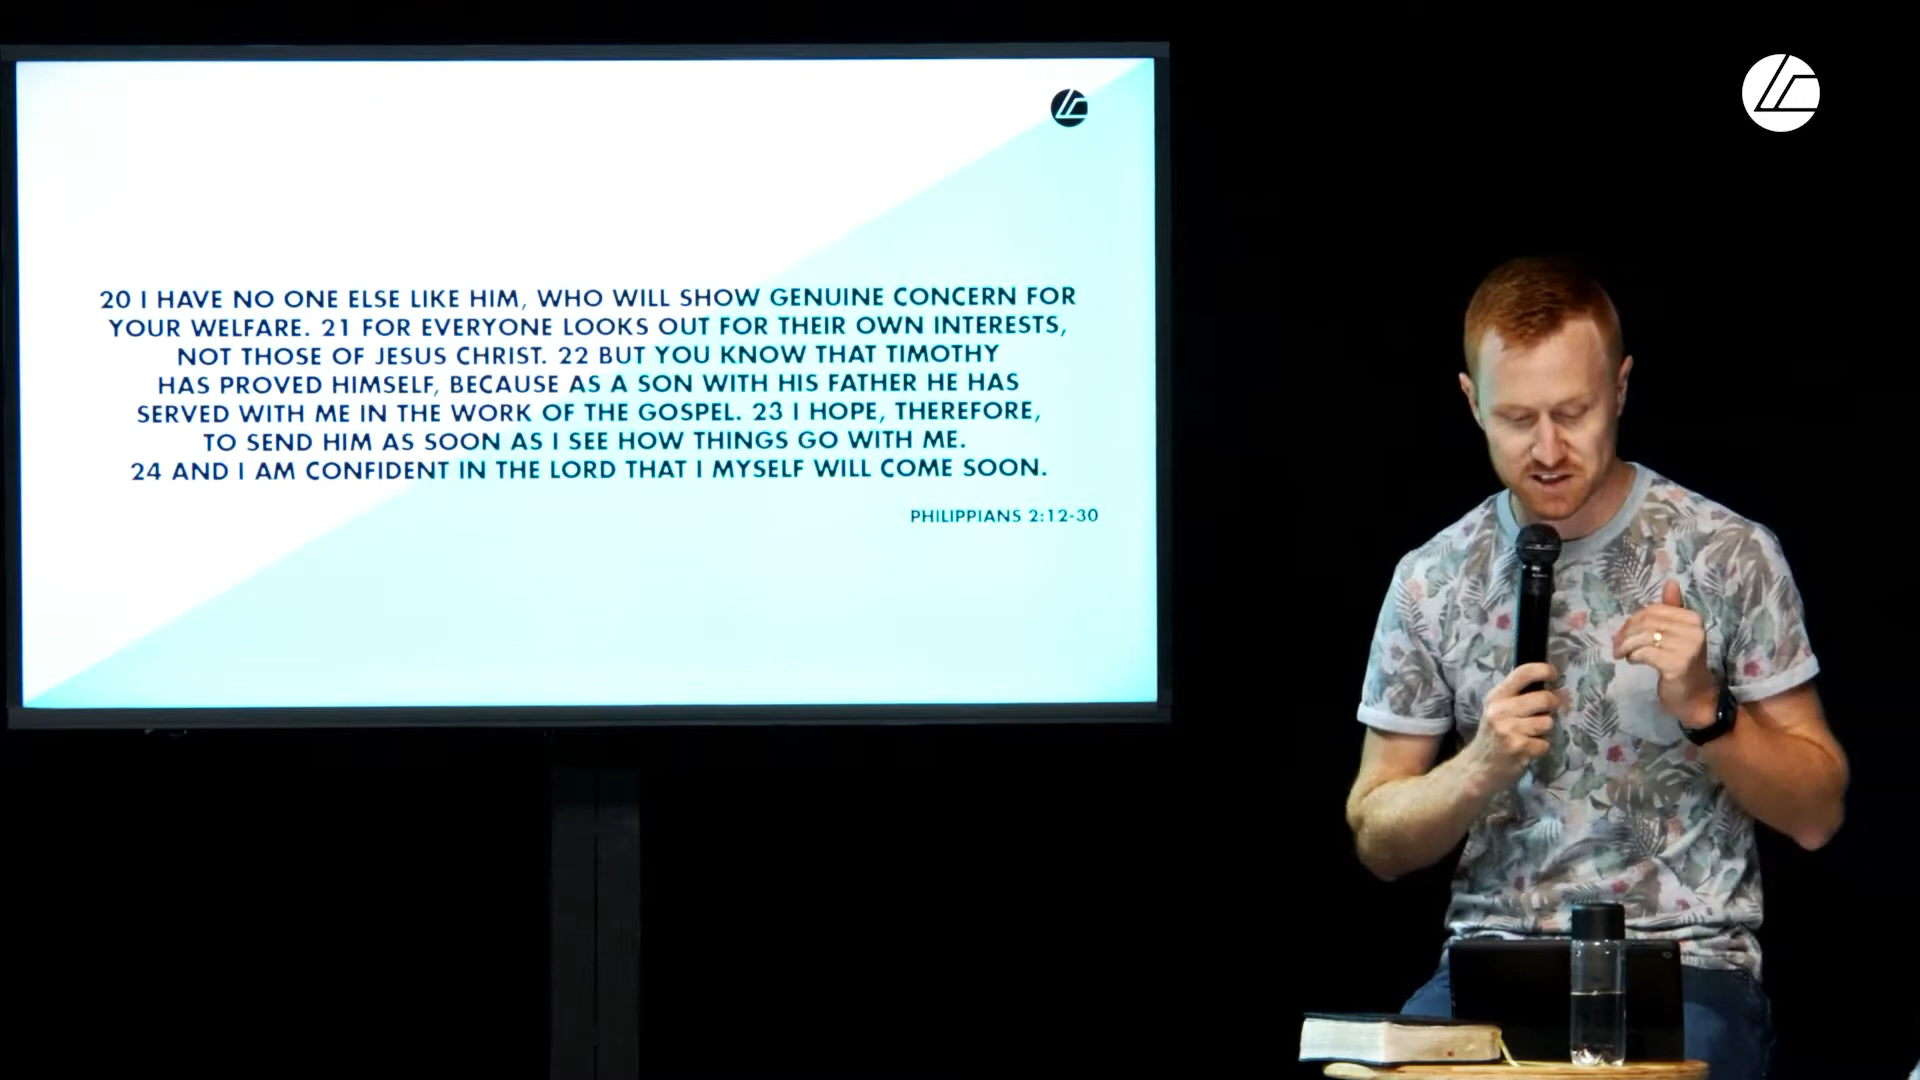 20 I HAVE NO ONE ELSE LIKE HIM, WHO WILL SHOW GENUINE CONCERN FOR
YOUR WELFARE. 21 FOR EVERYONE LOOKS OUT FOR THEIR OWN INTERESTS,
NOT THOSE OF JESUS CHRIST. 22 BUT YOU KNOW THAT TIMOTHY
HAS PROVED HIMSELF, BECAUSE AS A SON WITH HIS FATHER HE HAS
SERVED WITH ME IN THE WORK OF THE GOSPEL. 23 I HOPE, THEREFORE,
TO SEND HIM AS SOON AS I SEE HOW THINGS GO WITH ME.
24 AND I AM CONFIDENT IN THE LORD THAT I MYSELF WILL COME SOON.
PHILIPPIANS 2:12-30